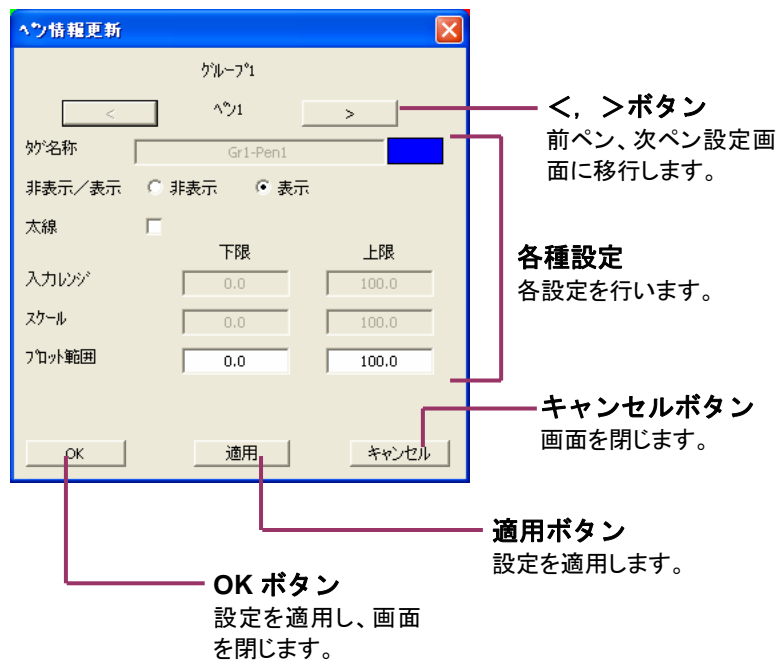 ﾍﾟﾝ情報更新
ｸﾞﾙｰﾌﾟ1
< ﾍﾟﾝ1 >
ﾀｸﾞ名称 Gr1-Pen1
非表示／表示 非表示 表示
太線
下限 上限
入力ﾚﾝｼﾞ 0.0 100.0
ｽｹｰﾙ 0.0 100.0
ﾌﾟﾛｯﾄ範囲 0.0 100.0
OK 適用 キャンセル
＜, ＞ボタン
前ペン、次ペン設定画
面に移行します。
各種設定
各設定を行います。
キャンセルボタン
画面を閉じます。
適用ボタン
設定を適用します。
OK ボタン
設定を適用し、画面
を閉じます。